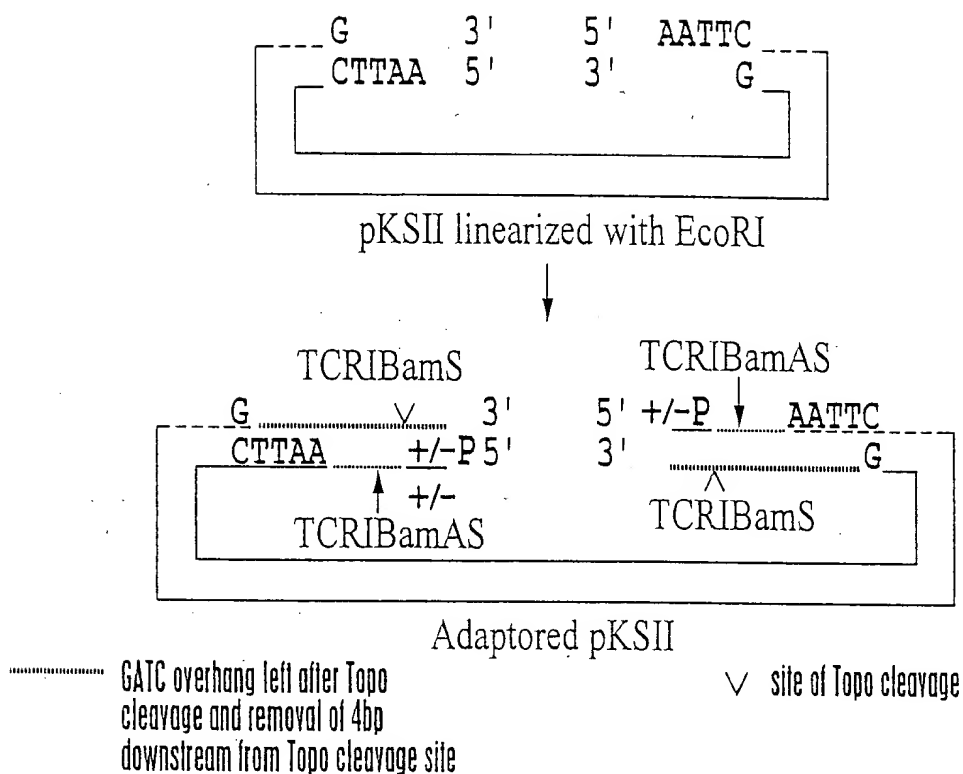 G 3' 5' AATTC
CTTAA 5' 3' G
pKSII linearized with EcoRI
TCRIBamS TCRIBamAS
G 3' 5' +/-P AATTC
CTTAA +/-P 5' 3' G
+/-
TCRIBamAS TCRIBamS
Adaptored pKSII
GATC overhang left after Topo
cleavage and removal of 4bp
downstream from Topo cleavage site
V site of Topo cleavage